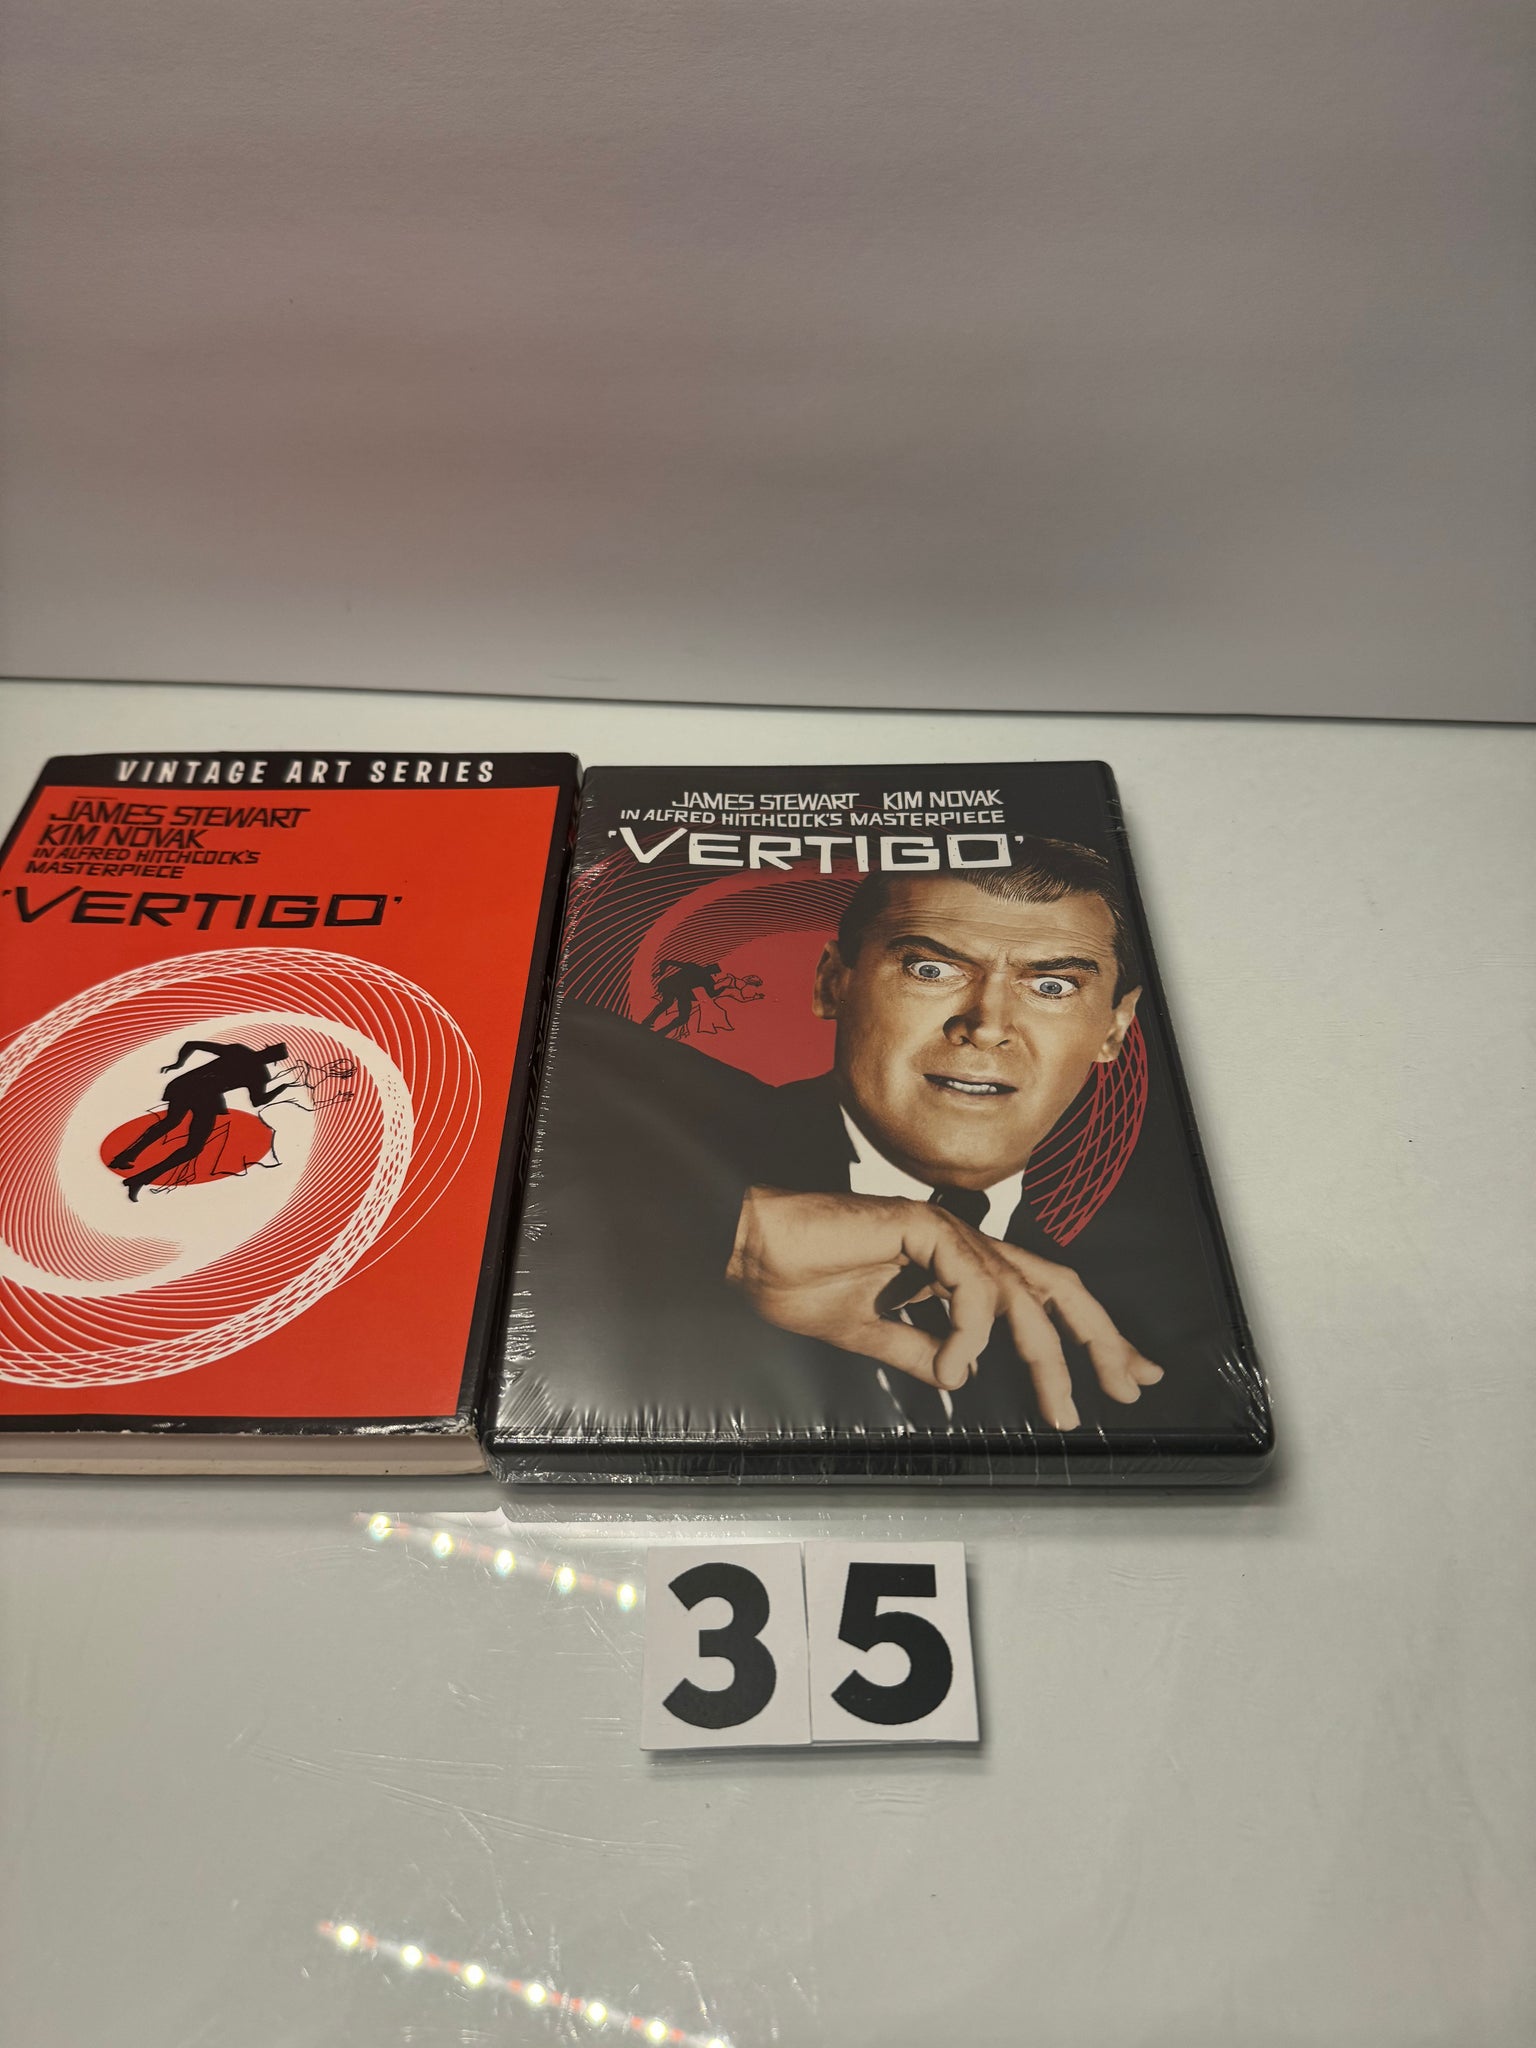 VINTAGE ART SERIES
JAMES STEWART
KIM NOVAK
IN ALFRED HITCHCOCK'S
MASTERPIECE
'VERTIGO'
JAMES STEWART KIM NOVAK
IN ALFRED HITCHCOCK'S MASTERPIECE
'VERTIGO'
35